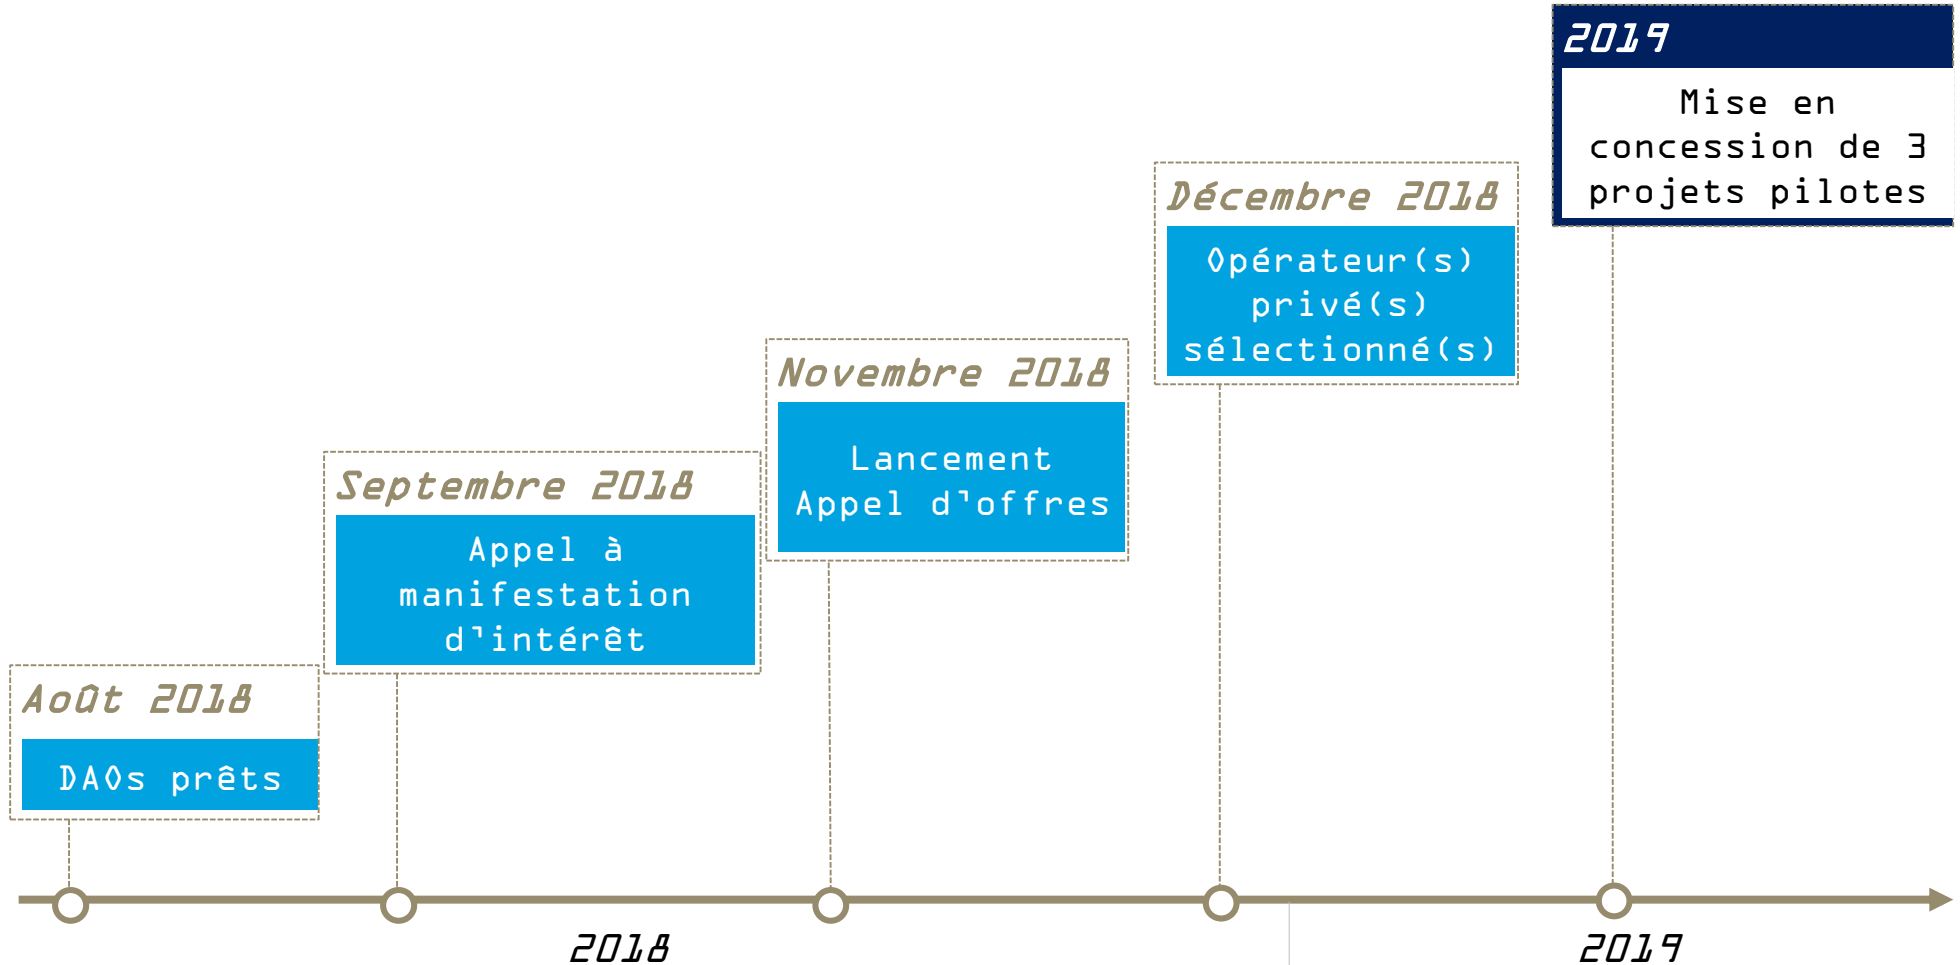 2019
Mise en
concession de 3
projets pilotes
Décembre 2018
Opérateur(s)
privé(s)
sélectionné(s)
Novembre 2018
Lancement
Appel d'offres
Septembre 2018
Appel à
manifestation
d'intérêt
Août 2018
DAOs prêts
2018
2019